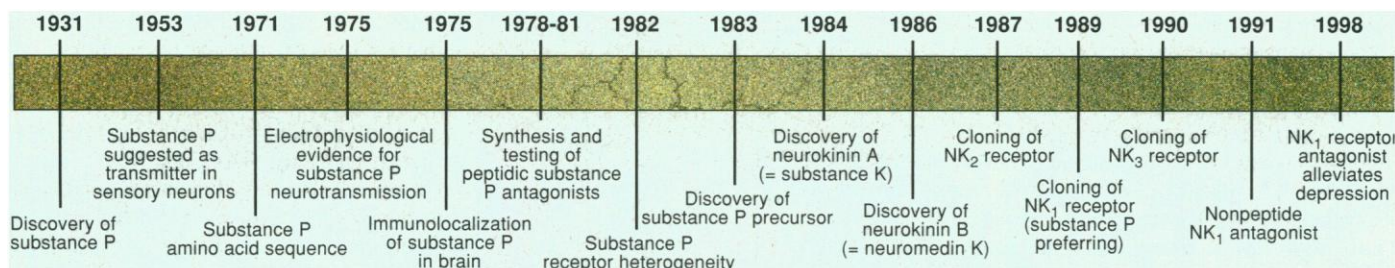 1931 1953 1971 1975 1975 1978-81 1982 1983 1984 1986 1987 1989 1990 1991 1998
Discovery of
substance P
Substance P
suggested as
transmitter in
sensory neurons
Substance P
amino acid sequence
Electrophysiological
evidence for
substance P
neurotransmission
Immunolocalization
of substance P
in brain
Synthesis and
testing of
peptidic substance
P antagonists
Substance P
receptor heterogeneity
Discovery of
substance P precursor
Discovery of
neurokinin A
(= substance K)
Discovery of
neurokinin B
(= neuromedin K)
Cloning of
NK₂ receptor
Cloning of
NK₁ receptor
(substance P
preferring)
Cloning of
NK₃ receptor
Nonpeptide
NK₁ antagonist
NK₁ receptor
antagonist
alleviates
depression